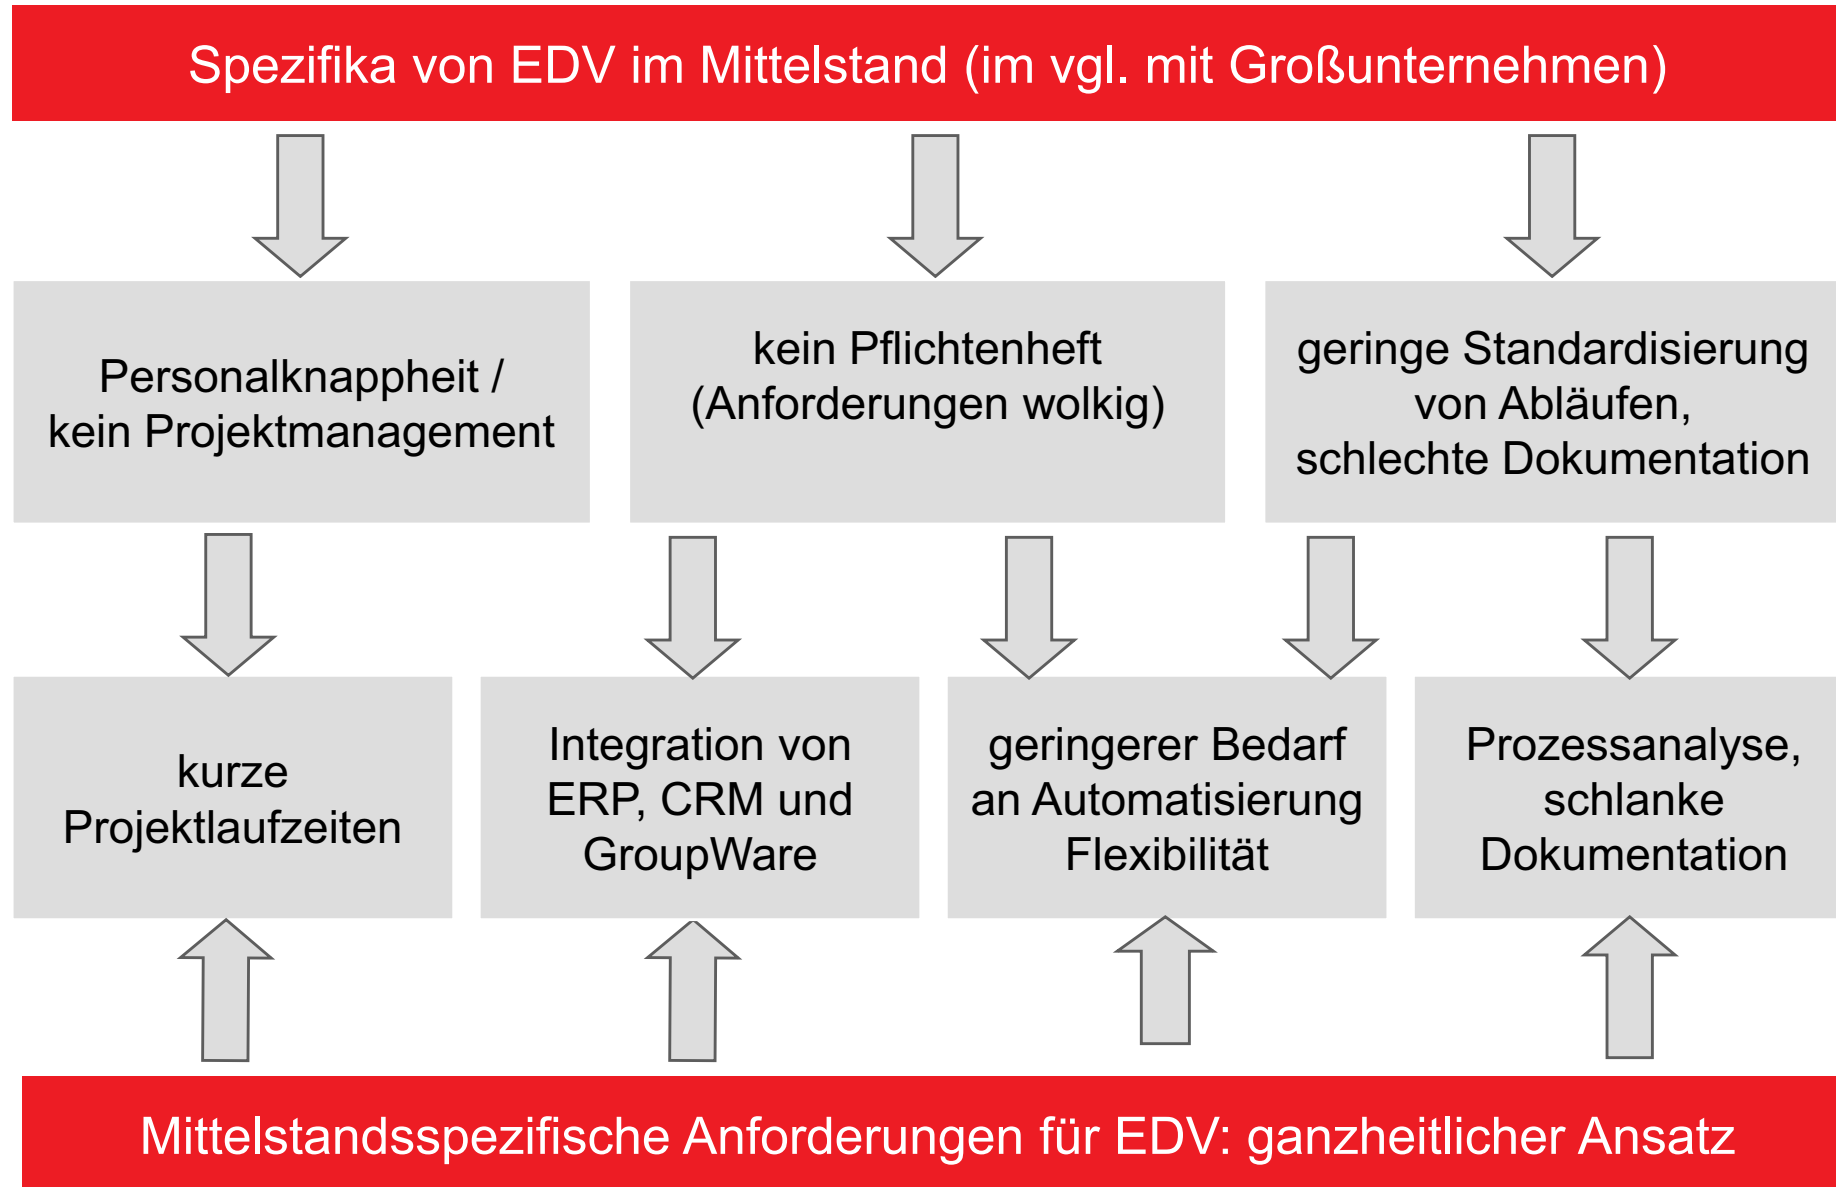 Spezifika von EDV im Mittelstand (im vgl. mit Großunternehmen)
Personalknappheit /
kein Projektmanagement
kein Pflichtenheft
(Anforderungen wolkig)
geringe Standardisierung
von Abläufen,
schlechte Dokumentation
kurze
Projektlaufzeiten
Integration von
ERP, CRM und
GroupWare
geringerer Bedarf
an Automatisierung
Flexibilität
Prozessanalyse,
schlanke
Dokumentation
Mittelstandsspezifische Anforderungen für EDV: ganzheitlicher Ansatz